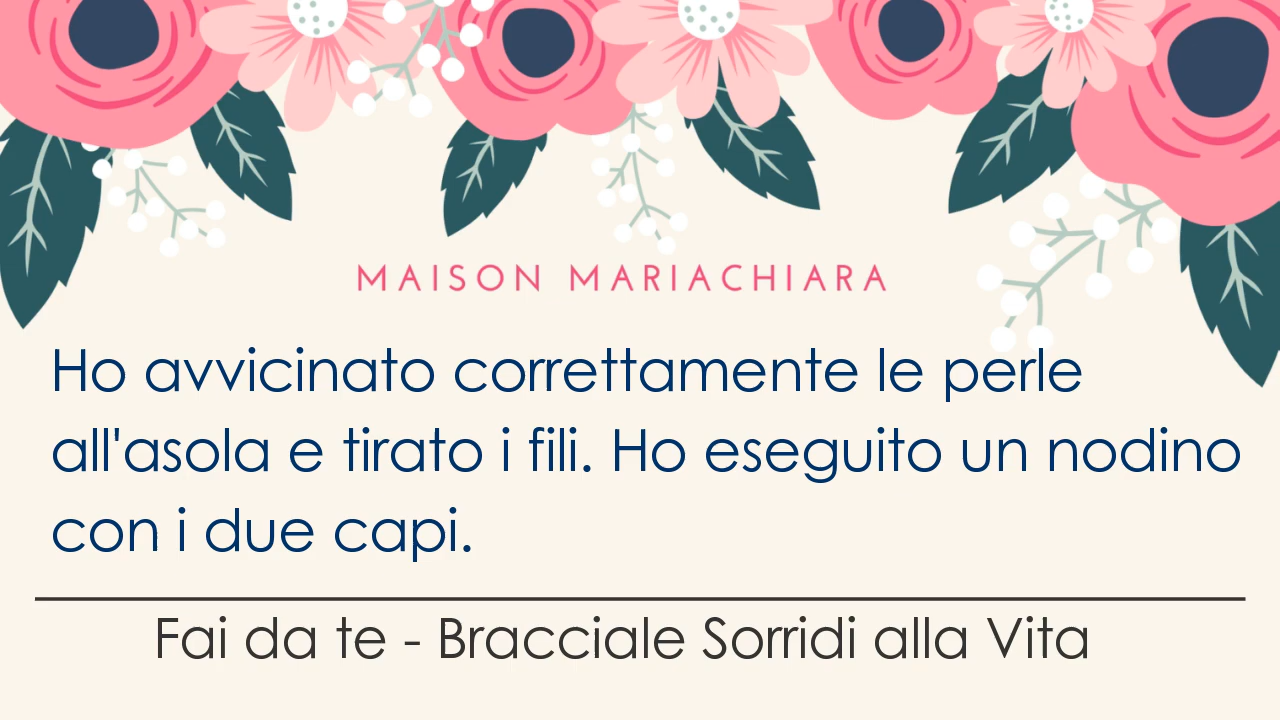 MAISON MARIACHIARA
Ho avvicinato correttamente le perle
all'asola e tirato i fili. Ho eseguito un nodino
con i due capi.
Fai da te - Bracciale Sorridi alla Vita